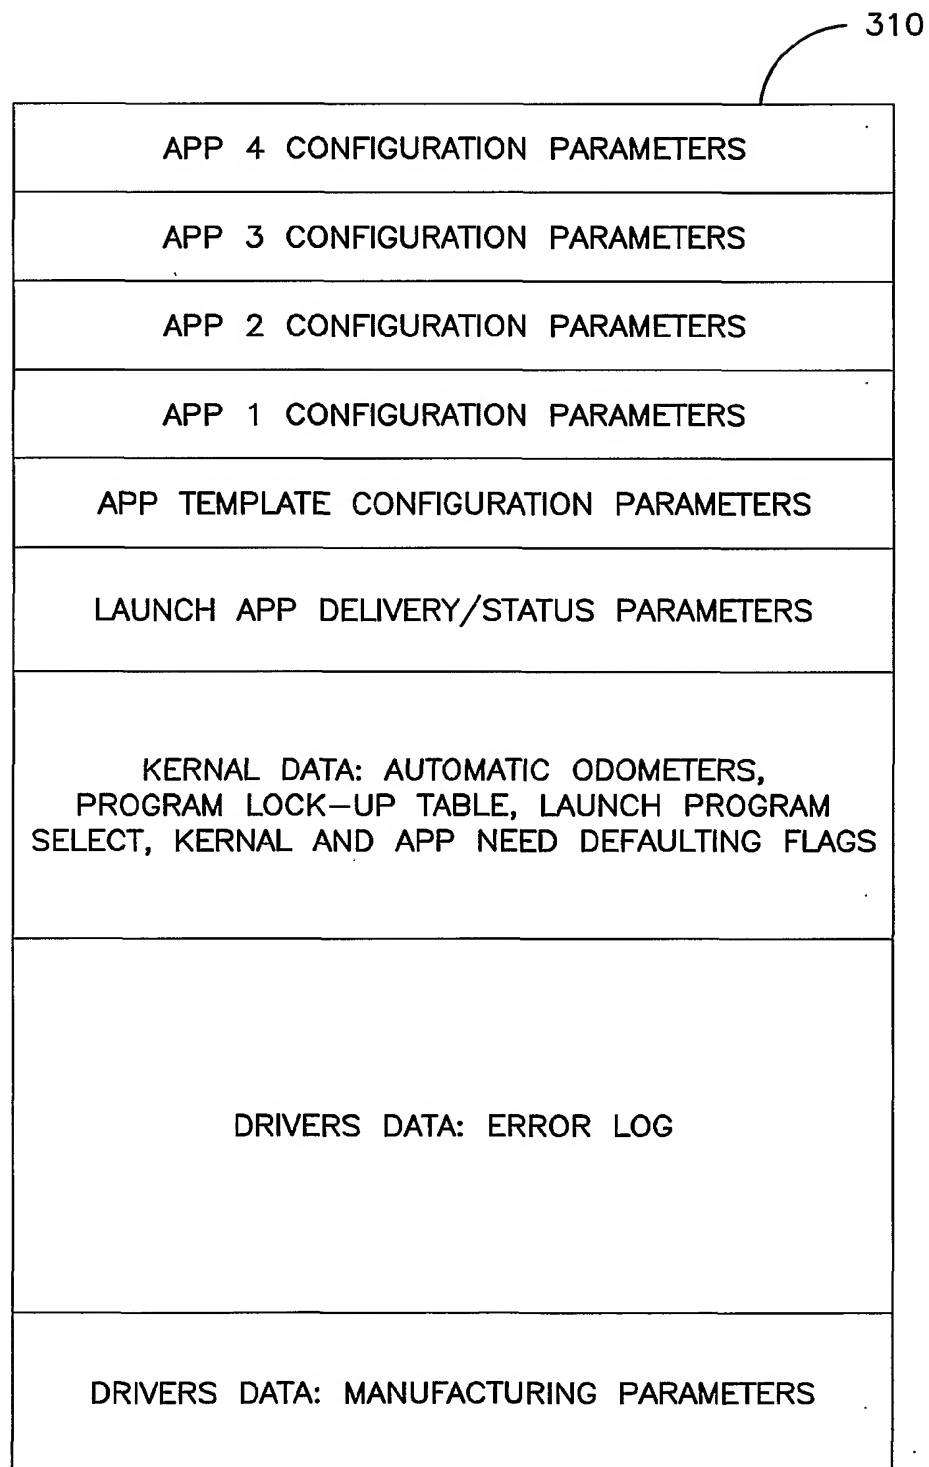 310
APP 4 CONFIGURATION PARAMETERS
APP 3 CONFIGURATION PARAMETERS
APP 2 CONFIGURATION PARAMETERS
APP 1 CONFIGURATION PARAMETERS
APP TEMPLATE CONFIGURATION PARAMETERS
LAUNCH APP DELIVERY/STATUS PARAMETERS
KERNAL DATA: AUTOMATIC ODOMETERS,
PROGRAM LOCK-UP TABLE, LAUNCH PROGRAM
SELECT, KERNAL AND APP NEED DEFAULTING FLAGS
DRIVERS DATA: ERROR LOG
DRIVERS DATA: MANUFACTURING PARAMETERS